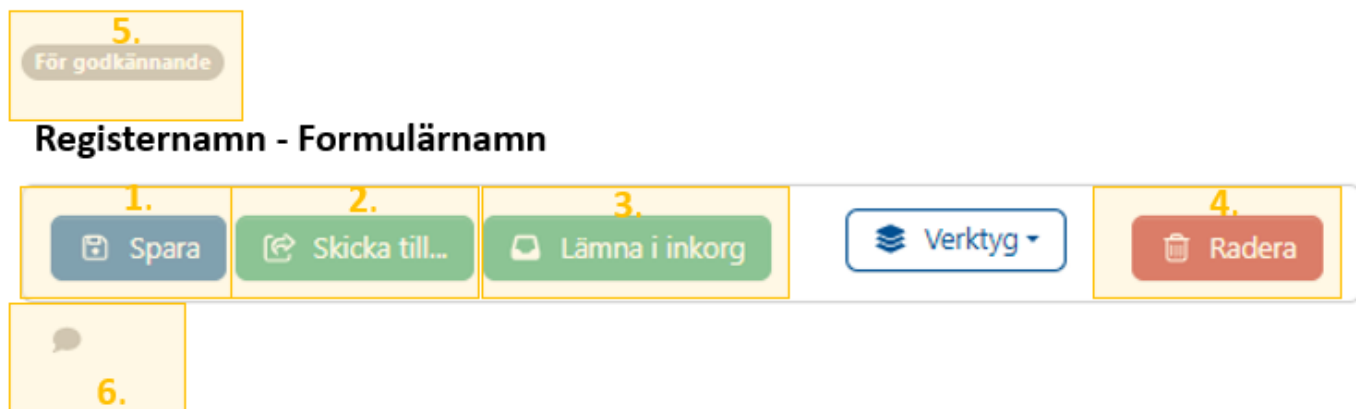 5.
För godkännande
Registernamn - Formulärnamn
1. 2. 3. 4.
Spara Skicka till... Lämna i inkorg Verktyg Radera
6.